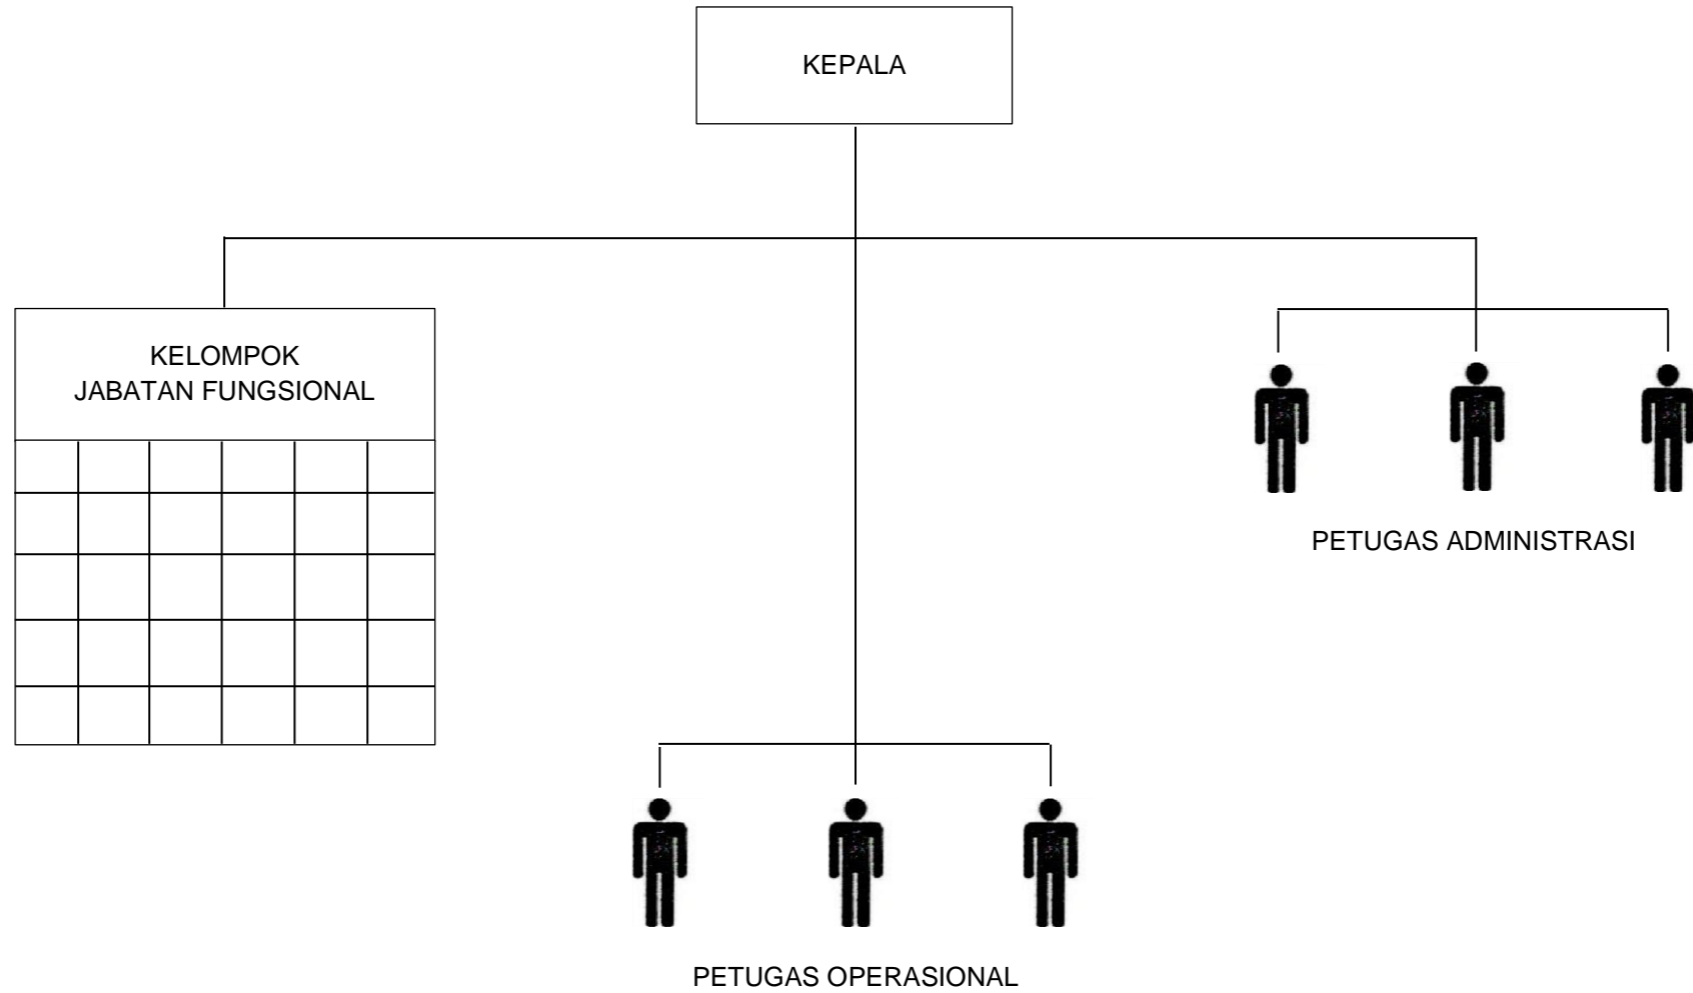 KEPALA
KELOMPOK
JABATAN FUNGSIONAL
PETUGAS ADMINISTRASI
PETUGAS OPERASIONAL